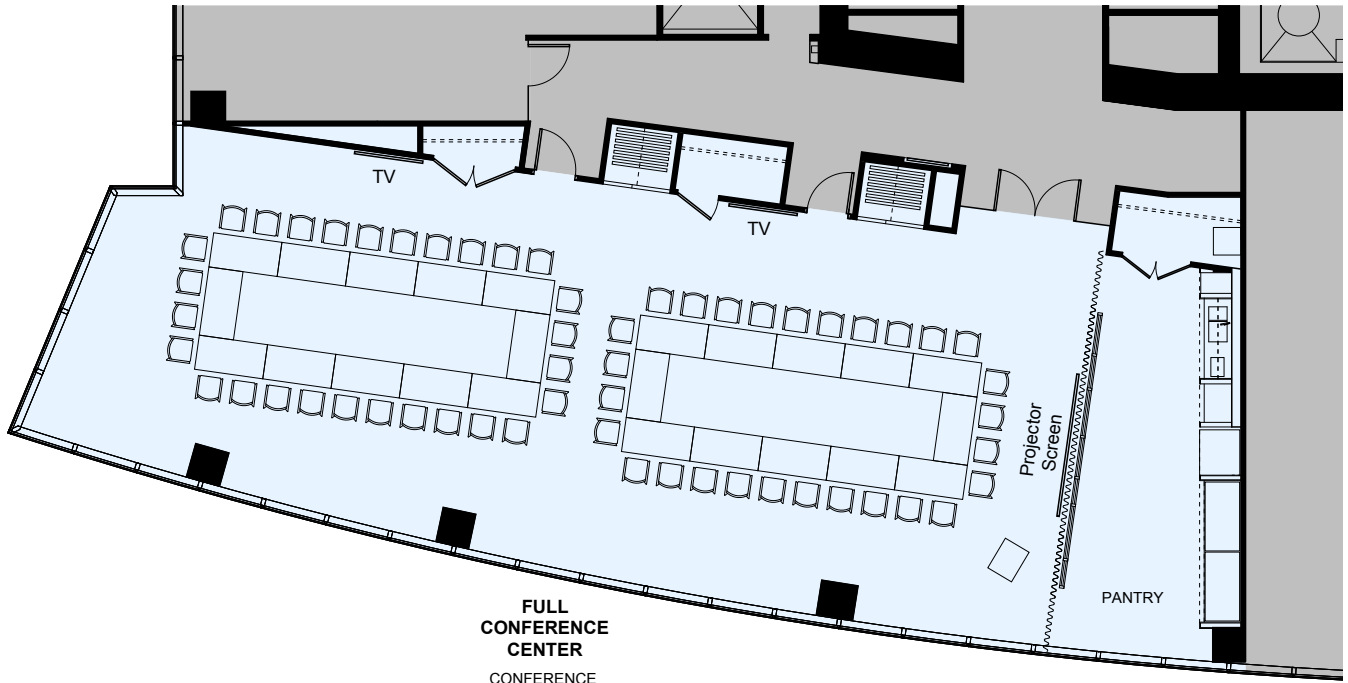 TV
TV
Projector
Screen
PANTRY
FULL
CONFERENCE
CENTER
CONFERENCE